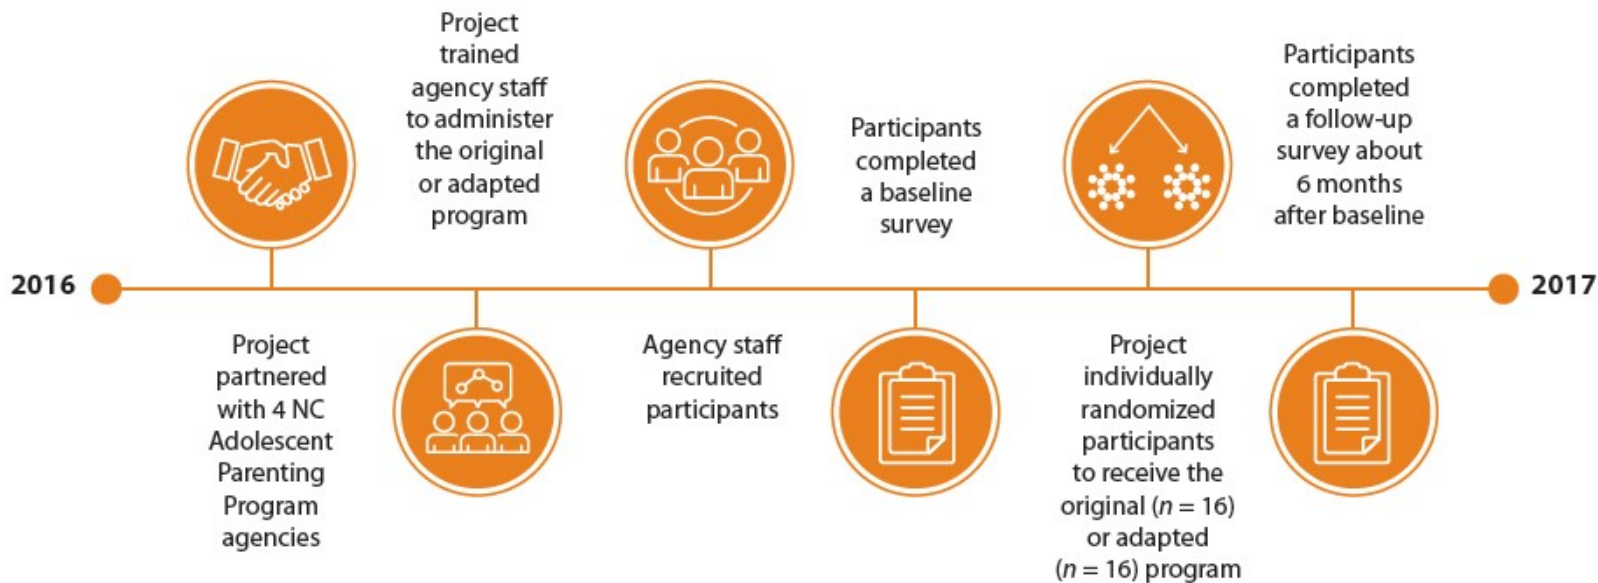 2016
Project
partnered
with 4 NC
Adolescent
Parenting
Program
agencies
Project
trained
agency staff
to administer
the original
or adapted
program
Agency staff
recruited
participants
Participants
completed
a baseline
survey
Project
individually
randomized
participants
to receive the
original (n = 16)
or adapted
(n = 16) program
Participants
completed
a follow-up
survey about
6 months
after baseline
2017